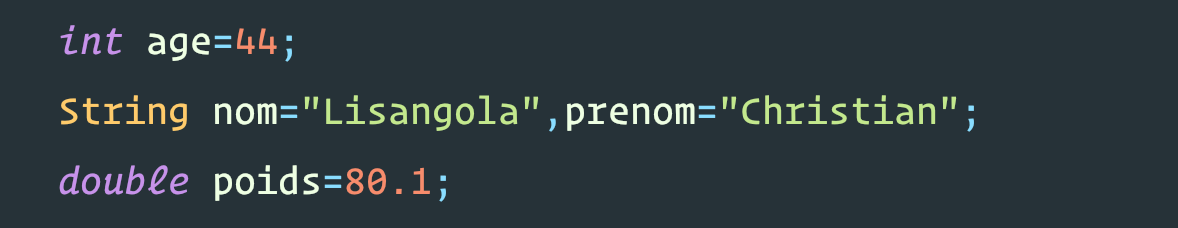 int age=44;
String nom="Lisangola",prenom="Christian";
double poids=80.1;